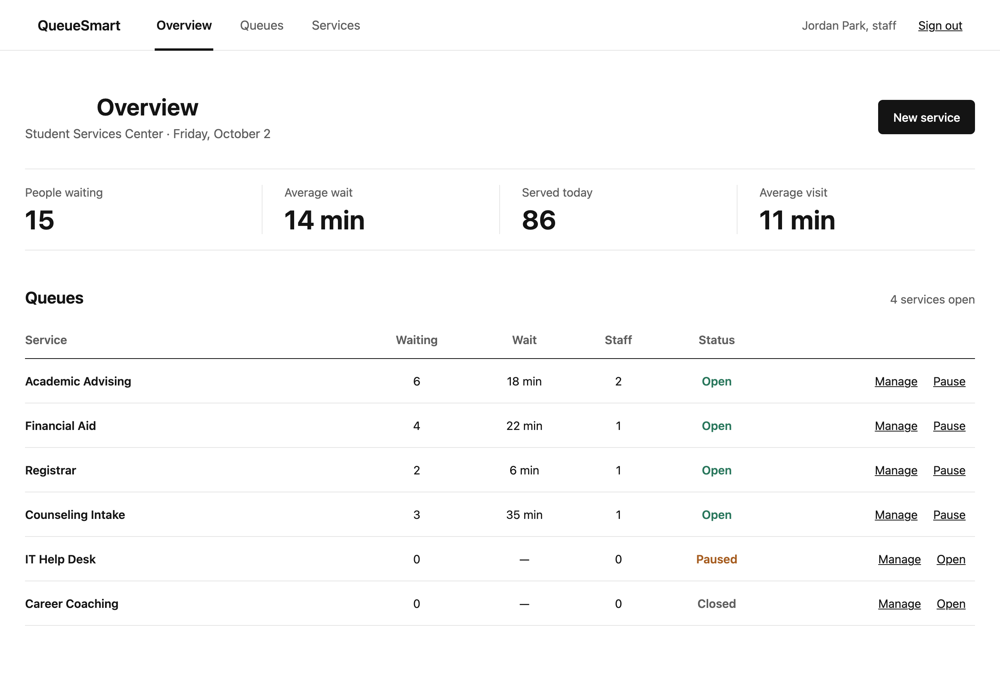 QueueSmart Overview Queues Services Jordan Park, staff Sign out
Overview
New service
Student Services Center · Friday, October 2
People waiting Average wait Served today Average visit
15 14 min 86 11 min
Queues 4 services open
Service Waiting Wait Staff Status
Academic Advising 6 18 min 2 Open Manage Pause
Financial Aid 4 22 min 1 Open Manage Pause
Registrar 2 6 min 1 Open Manage Pause
Counseling Intake 3 35 min 1 Open Manage Pause
IT Help Desk 0 — 0 Paused Manage Open
Career Coaching 0 — 0 Closed Manage Open